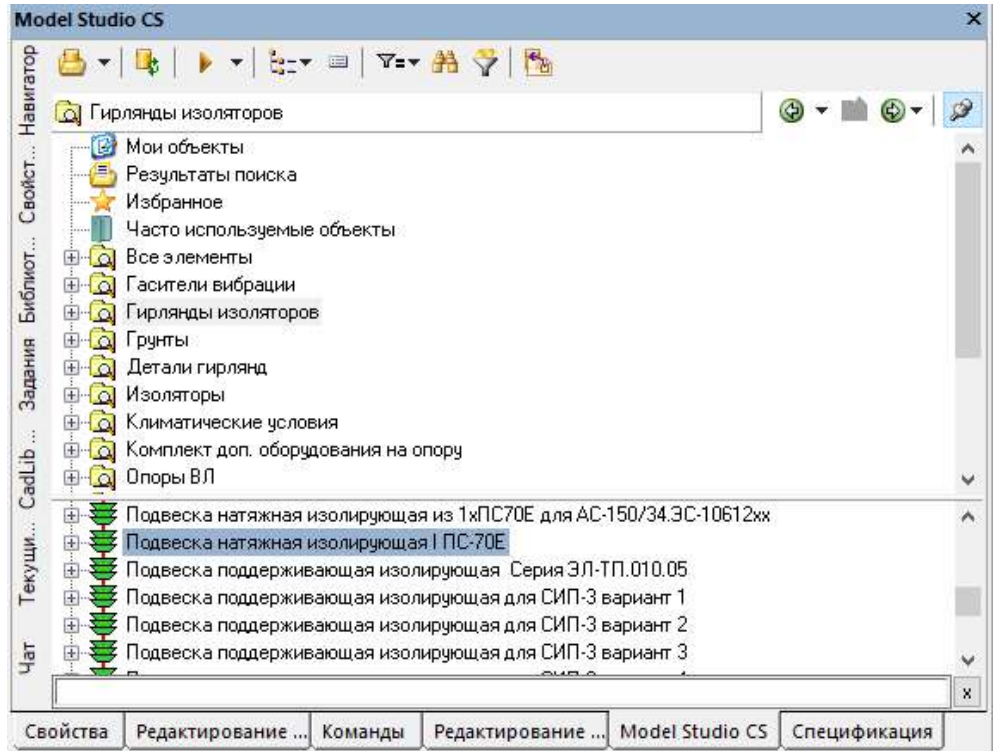 Model Studio CS
Навигатор
Свойст...
Библиот...
Задания
CadLib ...
Текущи...
Чат
Гирлянды изоляторов
Мои объекты
Результаты поиска
Избранное
Часто используемые объекты
Все элементы
Гасители вибрации
Гирлянды изоляторов
Грунты
Детали гирлянд
Изоляторы
Климатические условия
Комплект доп. оборудования на опору
Опоры ВЛ
Подвеска натяжная изолирующая из 1хПС70Е для АС-150/34.ЭС-10612хх
Подвеска натяжная изолирующая I ПС-70Е
Подвеска поддерживающая изолирующая Серия ЭЛ-ТП.010.05
Подвеска поддерживающая изолирующая для СИП-3 вариант 1
Подвеска поддерживающая изолирующая для СИП-3 вариант 2
Подвеска поддерживающая изолирующая для СИП-3 вариант 3
x
Свойства
Редактирование ...
Команды
Редактирование ...
Model Studio CS
Спецификация